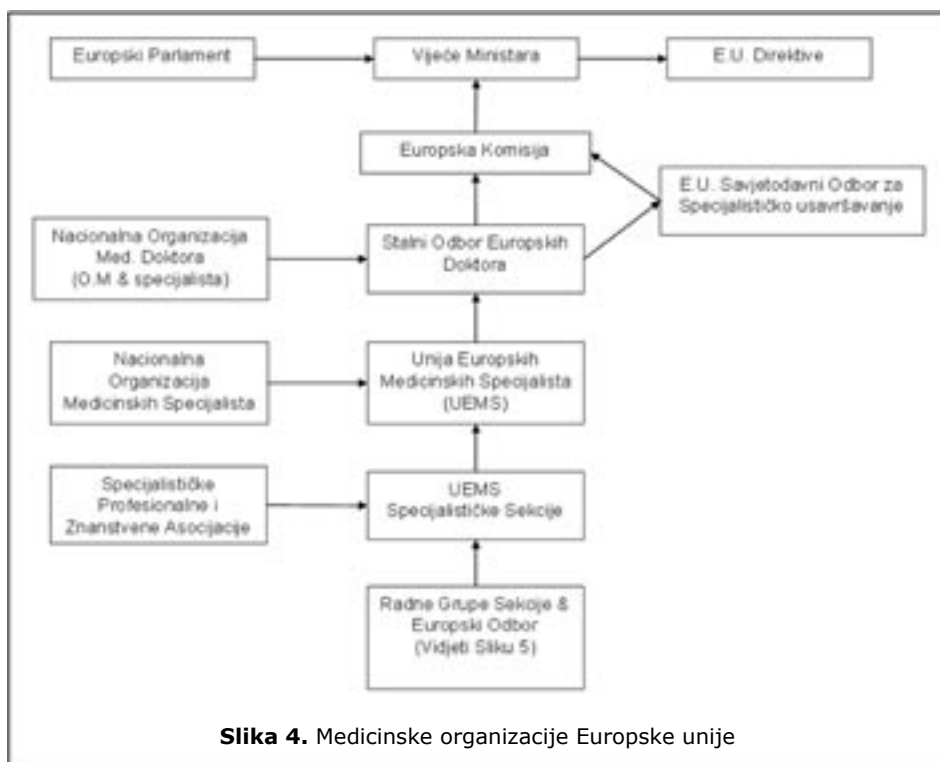 Europski Parlament
Vijeće Ministara
E.U. Direktive
Europska Komisija
E.U. Savjetodavni Odbor za
Specijalističko usavršavanje
Nacionalna Organizacija
Med. Doktora
(O.M & specijalista)
Stalni Odbor Europskih
Doktora
Nacionalna
Organizacija
Medicinskih Specijalista
Unija Europskih
Medicinskih Specijalista
(UEMS)
Specijalističke
Profesionalne i
Znanstvene Asocijacije
UEMS
Specijalističke Sekcije
Radne Grupe Sekcije &
Europski Odbor
(Vidjeti Sliku 5)
Slika 4. Medicinske organizacije Europske unije